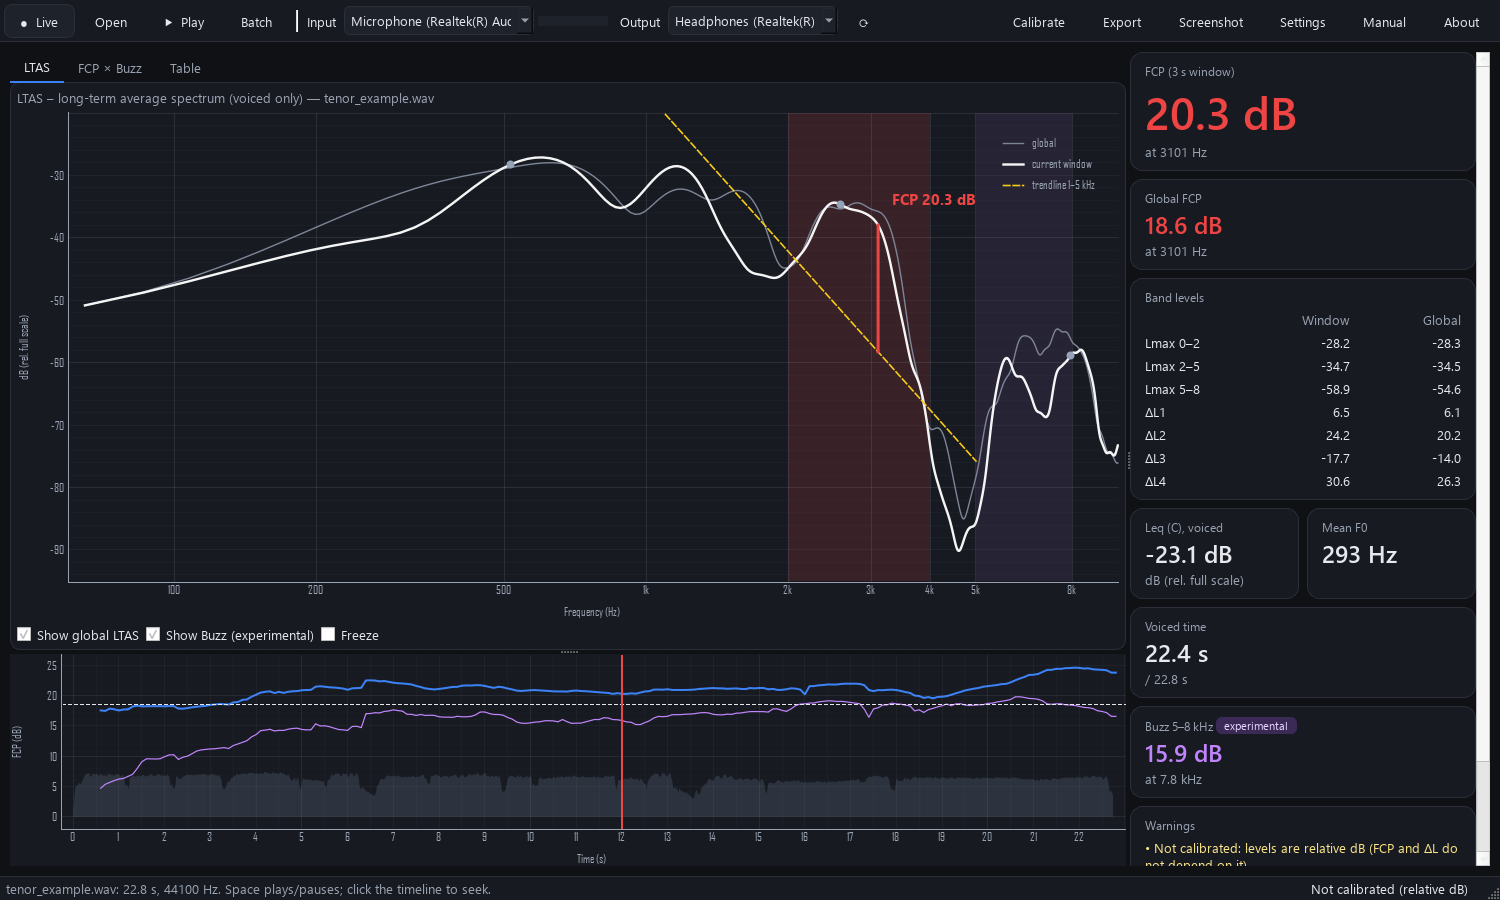 ● Live Open ▶ Play Batch Input Microphone (Realtek(R) Auc Output Headphones (Realtek(R) ⟳ Calibrate Export Screenshot Settings Manual About
LTAS FCP × Buzz Table
LTAS – long-term average spectrum (voiced only) — tenor_example.wav
global
current window
trendline 1–5 kHz
FCP 20.3 dB
dB (rel. full scale)
-30
-40
-50
-60
-70
-80
-90
100 200 500 1k 2k 3k 4k 5k 8k
Frequency (Hz)
Show global LTAS Show Buzz (experimental) Freeze
FCP (dB)
25
20
15
10
5
0
0 1 2 3 4 5 6 7 8 9 10 11 12 13 14 15 16 17 18 19 20 21 22
Time (s)
FCP (3 s window)
20.3 dB
at 3101 Hz
Global FCP
18.6 dB
at 3101 Hz
Band levels
Window Global
Lmax 0–2 -28.2 -28.3
Lmax 2–5 -34.7 -34.5
Lmax 5–8 -58.9 -54.6
ΔL1 6.5 6.1
ΔL2 24.2 20.2
ΔL3 -17.7 -14.0
ΔL4 30.6 26.3
Leq (C), voiced
-23.1 dB
dB (rel. full scale)
Mean F0
293 Hz
Voiced time
22.4 s
/ 22.8 s
Buzz 5–8 kHz experimental
15.9 dB
at 7.8 kHz
Warnings
• Not calibrated: levels are relative dB (FCP and ΔL do
not depend on it)
tenor_example.wav: 22.8 s, 44100 Hz. Space plays/pauses; click the timeline to seek.
Not calibrated (relative dB)